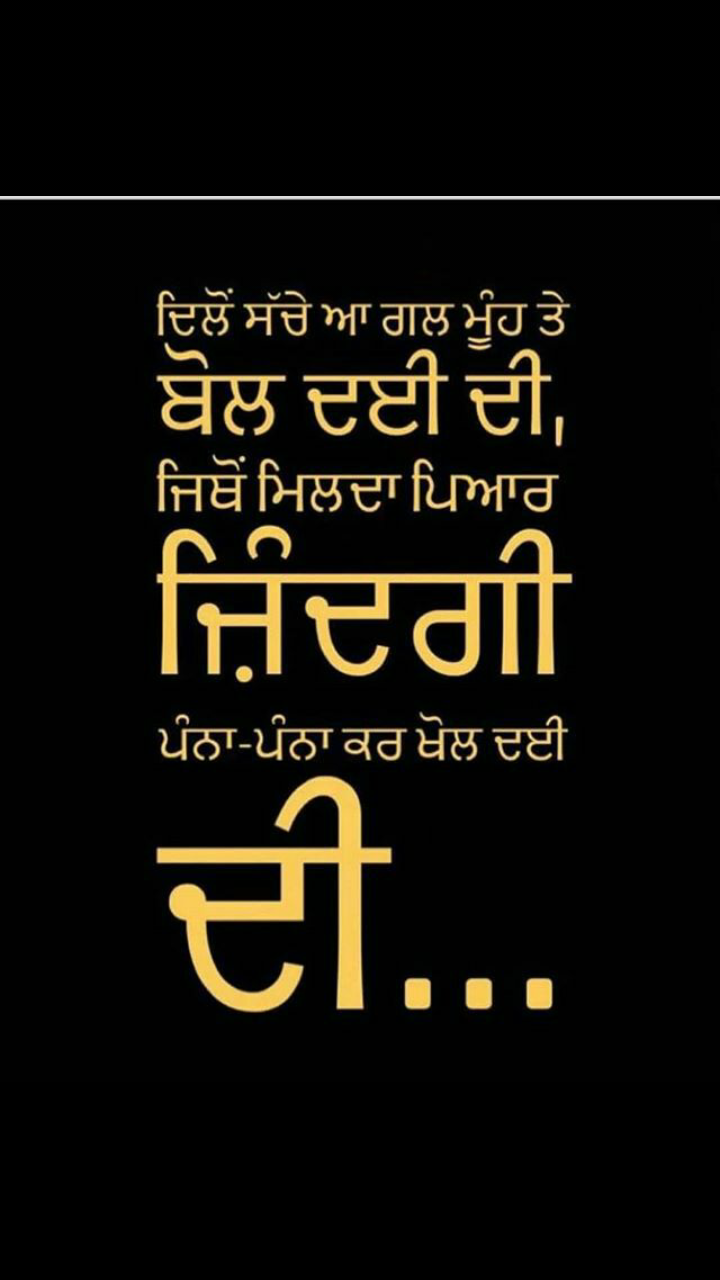 ਦਿਲੋਂ ਸੱਚੇ ਆ ਗਲ ਮੂੰਹ ਤੇ
ਬੋਲ ਦਈ ਦੀ,
ਜਿਥੋਂ ਮਿਲਦਾ ਪਿਆਰ
ਜ਼ਿੰਦਗੀ
ਪੰਨਾ-ਪੰਨਾ ਕਰ ਖੋਲ ਦਈ
ਦੀ...